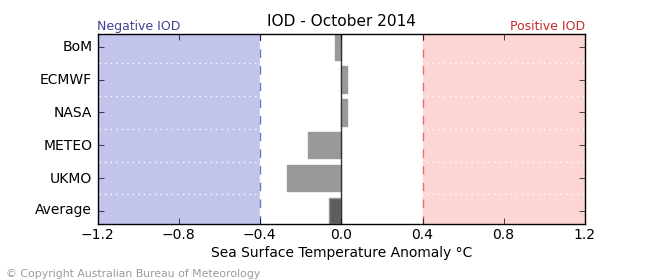 IOD - October 2014
Negative IOD
Positive IOD
BoM
ECMWF
NASA
METEO
UKMO
Average
−1.2 −0.8 −0.4 0.0 0.4 0.8 1.2
Sea Surface Temperature Anomaly °C
© Copyright Australian Bureau of Meteorology